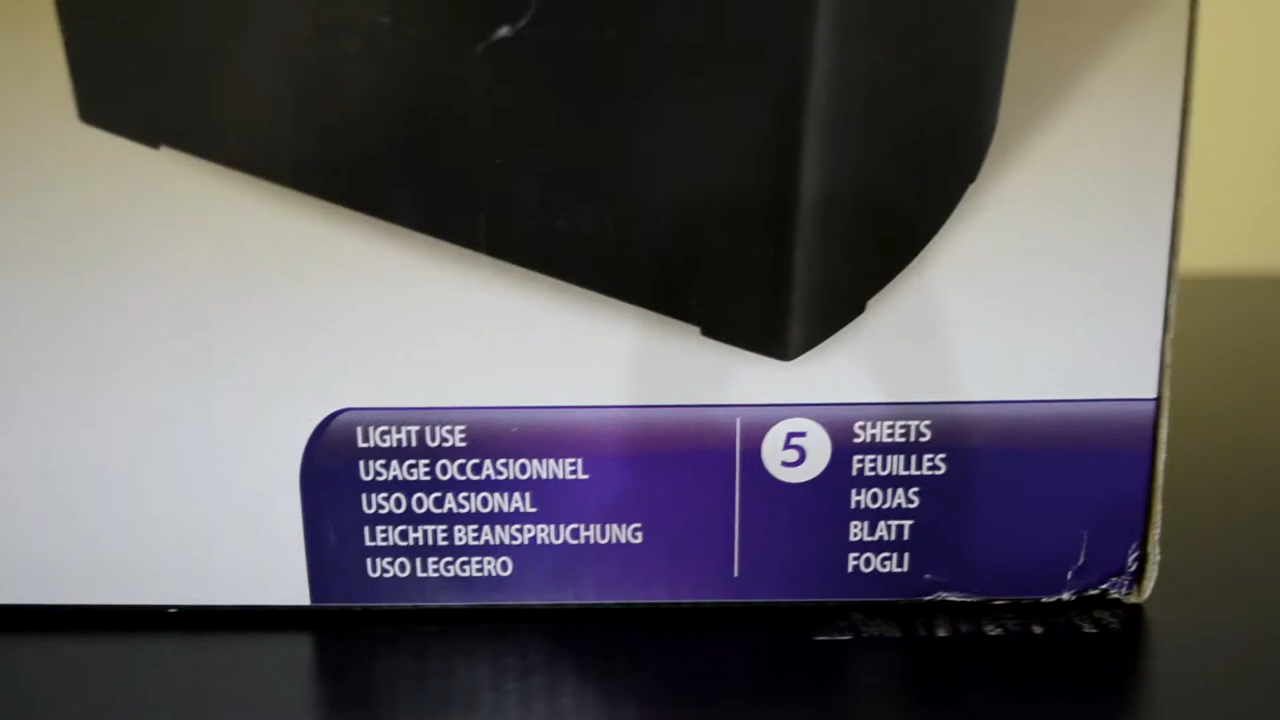 LIGHT USE
USAGE OCCASIONNEL
USO OCASIONAL
LEICHTE BEANSPRUCHUNG
USO LEGGERO
5
SHEETS
FEUILLES
HOJAS
BLATT
FOGLI